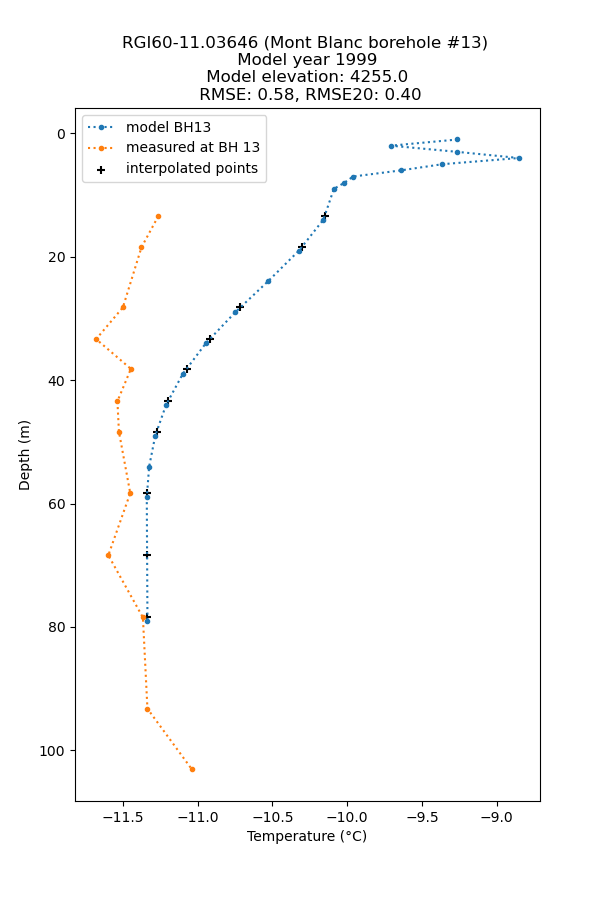 RGI60-11.03646 (Mont Blanc borehole #13)
Model year 1999
Model elevation: 4255.0
RMSE: 0.58, RMSE20: 0.40
model BH13
measured at BH 13
interpolated points
0
20
40
60
80
100
Depth (m)
−11.5
−11.0
−10.5
−10.0
−9.5
−9.0
Temperature (°C)